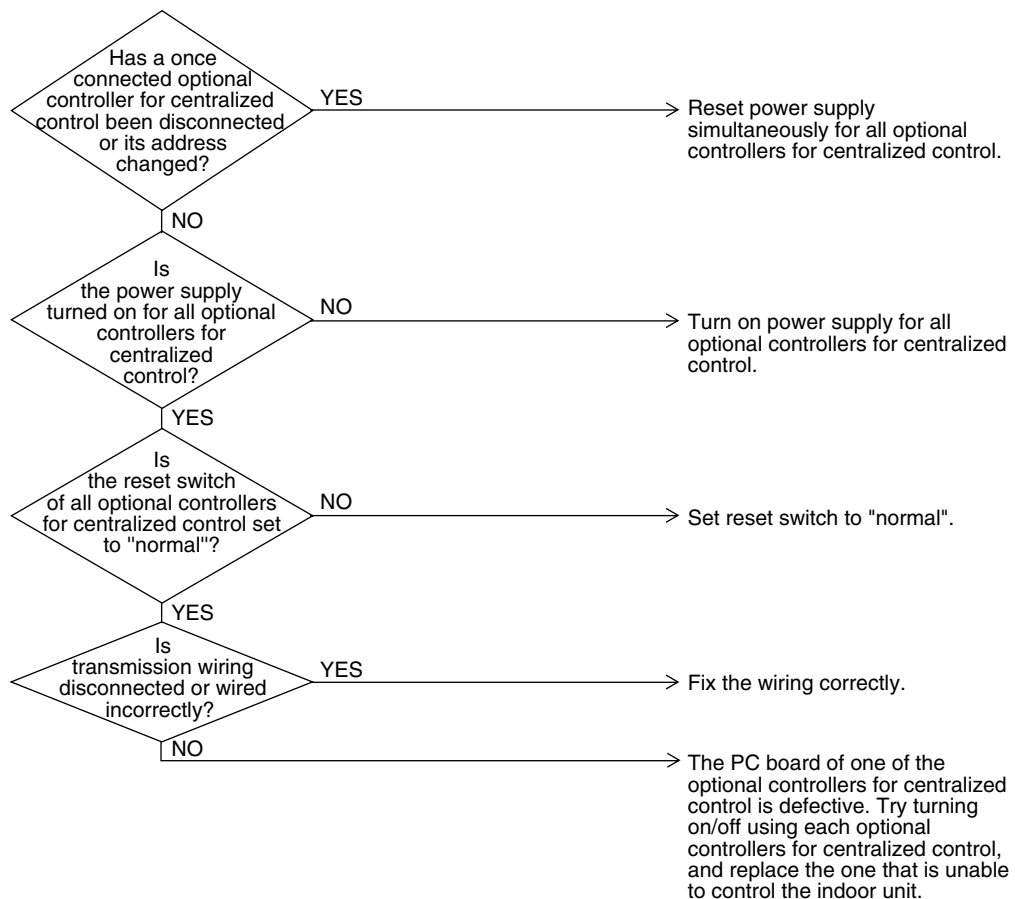 Has a once
connected optional
controller for centralized
control been disconnected
or its address
changed?
YES
Reset power supply
simultaneously for all optional
controllers for centralized control.
NO
Is
the power supply
turned on for all optional
controllers for
centralized
control?
NO
Turn on power supply for all
optional controllers for centralized
control.
YES
Is
the reset switch
of all optional controllers
for centralized control set
to "normal"?
NO
Set reset switch to "normal".
YES
Is
transmission wiring
disconnected or wired
incorrectly?
YES
Fix the wiring correctly.
NO
The PC board of one of the
optional controllers for centralized
control is defective. Try turning
on/off using each optional
controllers for centralized control,
and replace the one that is unable
to control the indoor unit.